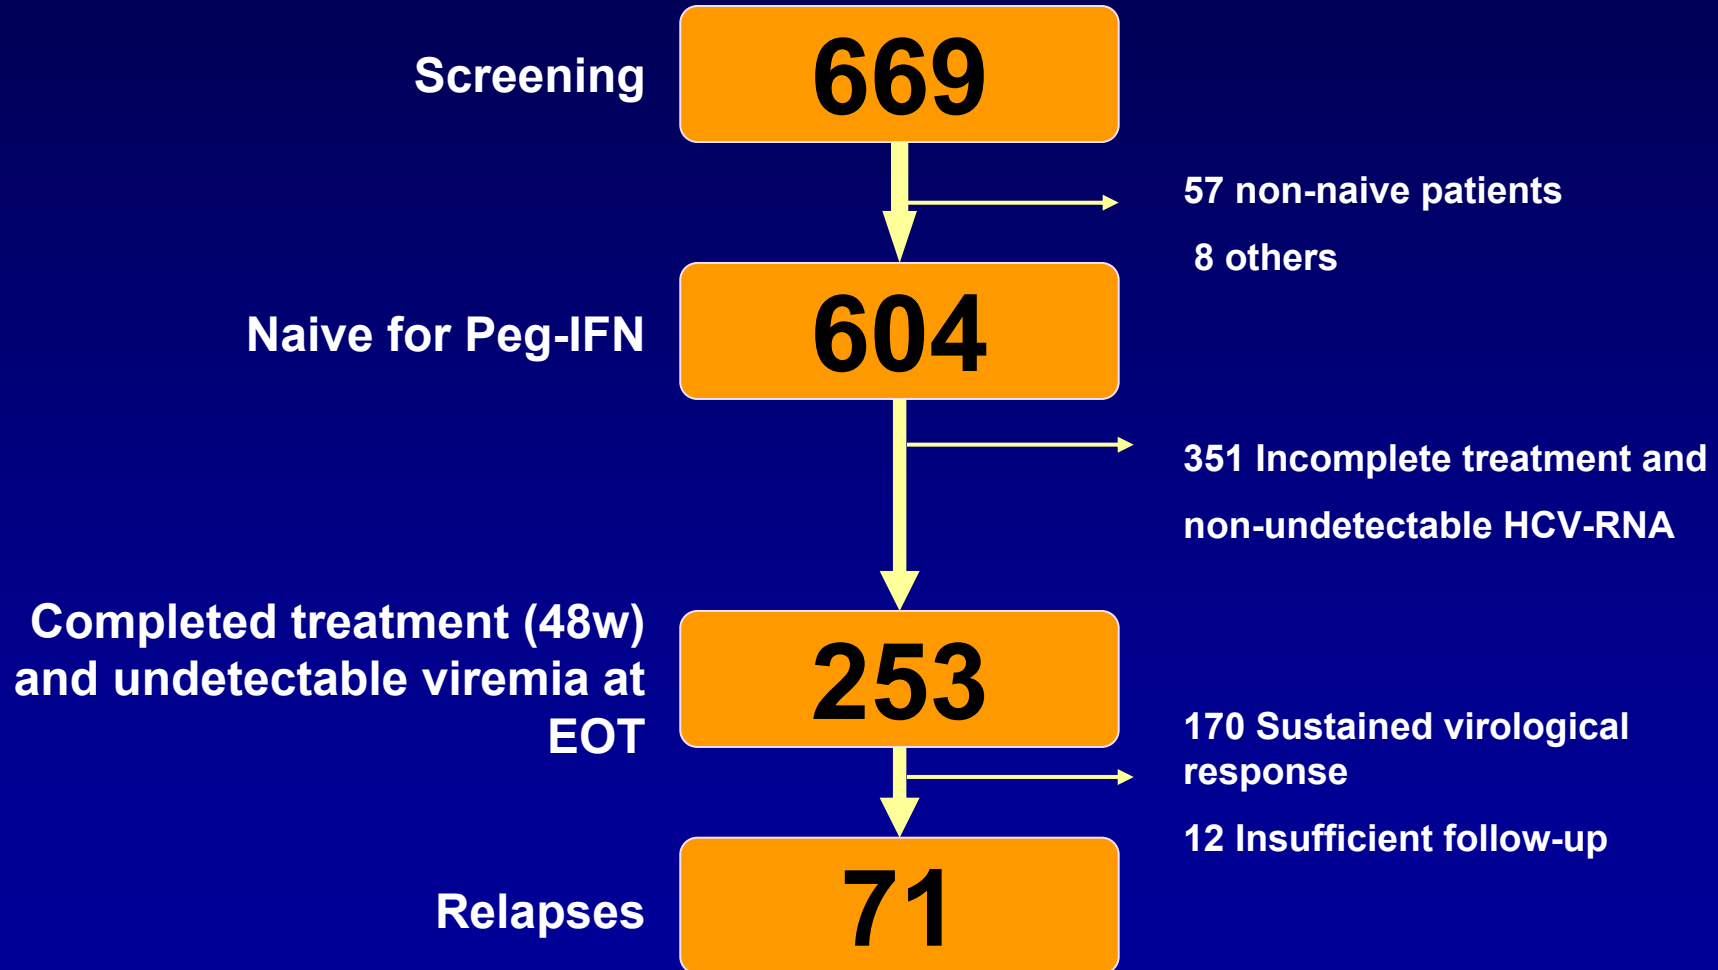 Screening
669
57 non-naive patients
8 others
Naive for Peg-IFN
604
351 Incomplete treatment and
non-undetectable HCV-RNA
Completed treatment (48w)
and undetectable viremia at
EOT
253
170 Sustained virological
response
12 Insufficient follow-up
Relapses
71